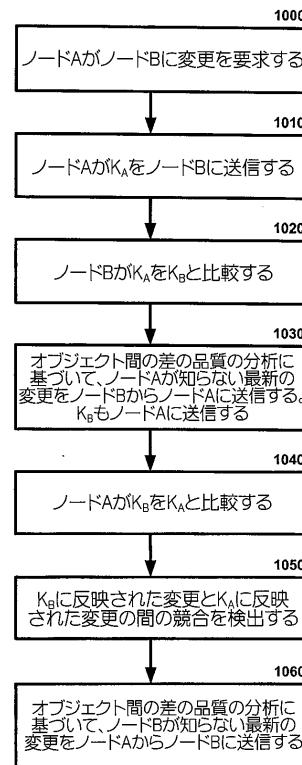 1000
ノードAがノードBに変更を要求する
1010
ノードAがKAをノードBに送信する
1020
ノードBがKAをKBと比較する
1030
オブジェクト間の差の品質の分析に
基づいて、ノードAが知らない最新の
変更をノードBからノードAに送信する。
KBもノードAに送信する
1040
ノードAがKBをKAと比較する
1050
KBに反映された変更とKAに反映
された変更の間の競合を検出する
1060
オブジェクト間の差の品質の分析に
基づいて、ノードBが知らない最新の
変更をノードAからノードBに送信する